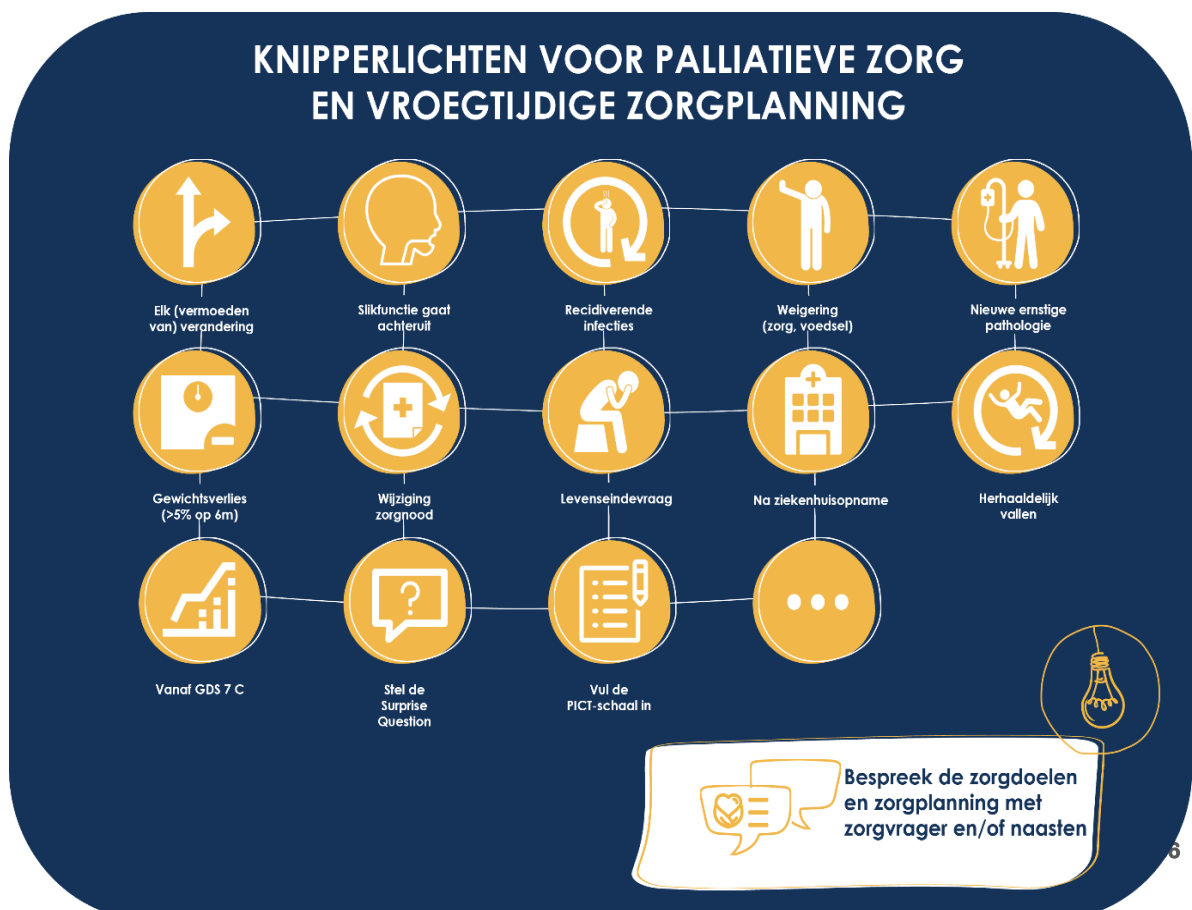 KNIPPERLICHTEN VOOR PALLIATIEVE ZORG
EN VROEGTIJDIGE ZORGPLANNING
Elk (vermoeden
van) verandering
Slikfunctie gaat
achteruit
Recidiverende
infecties
Weigering
(zorg, voedsel)
Nieuwe ernstige
pathologie
Gewichtsverlies
(>5% op 6m)
Wijziging
zorgnood
Levenseindevraag
Na ziekenhuisopname
Herhaaldelijk
vallen
?
Vanaf GDS 7 C
Stel de
Surprise
Question
Vul de
PICT-schaal in
Bespreek de zorgdoelen
en zorgplanning met
zorgvrager en/of naasten
6